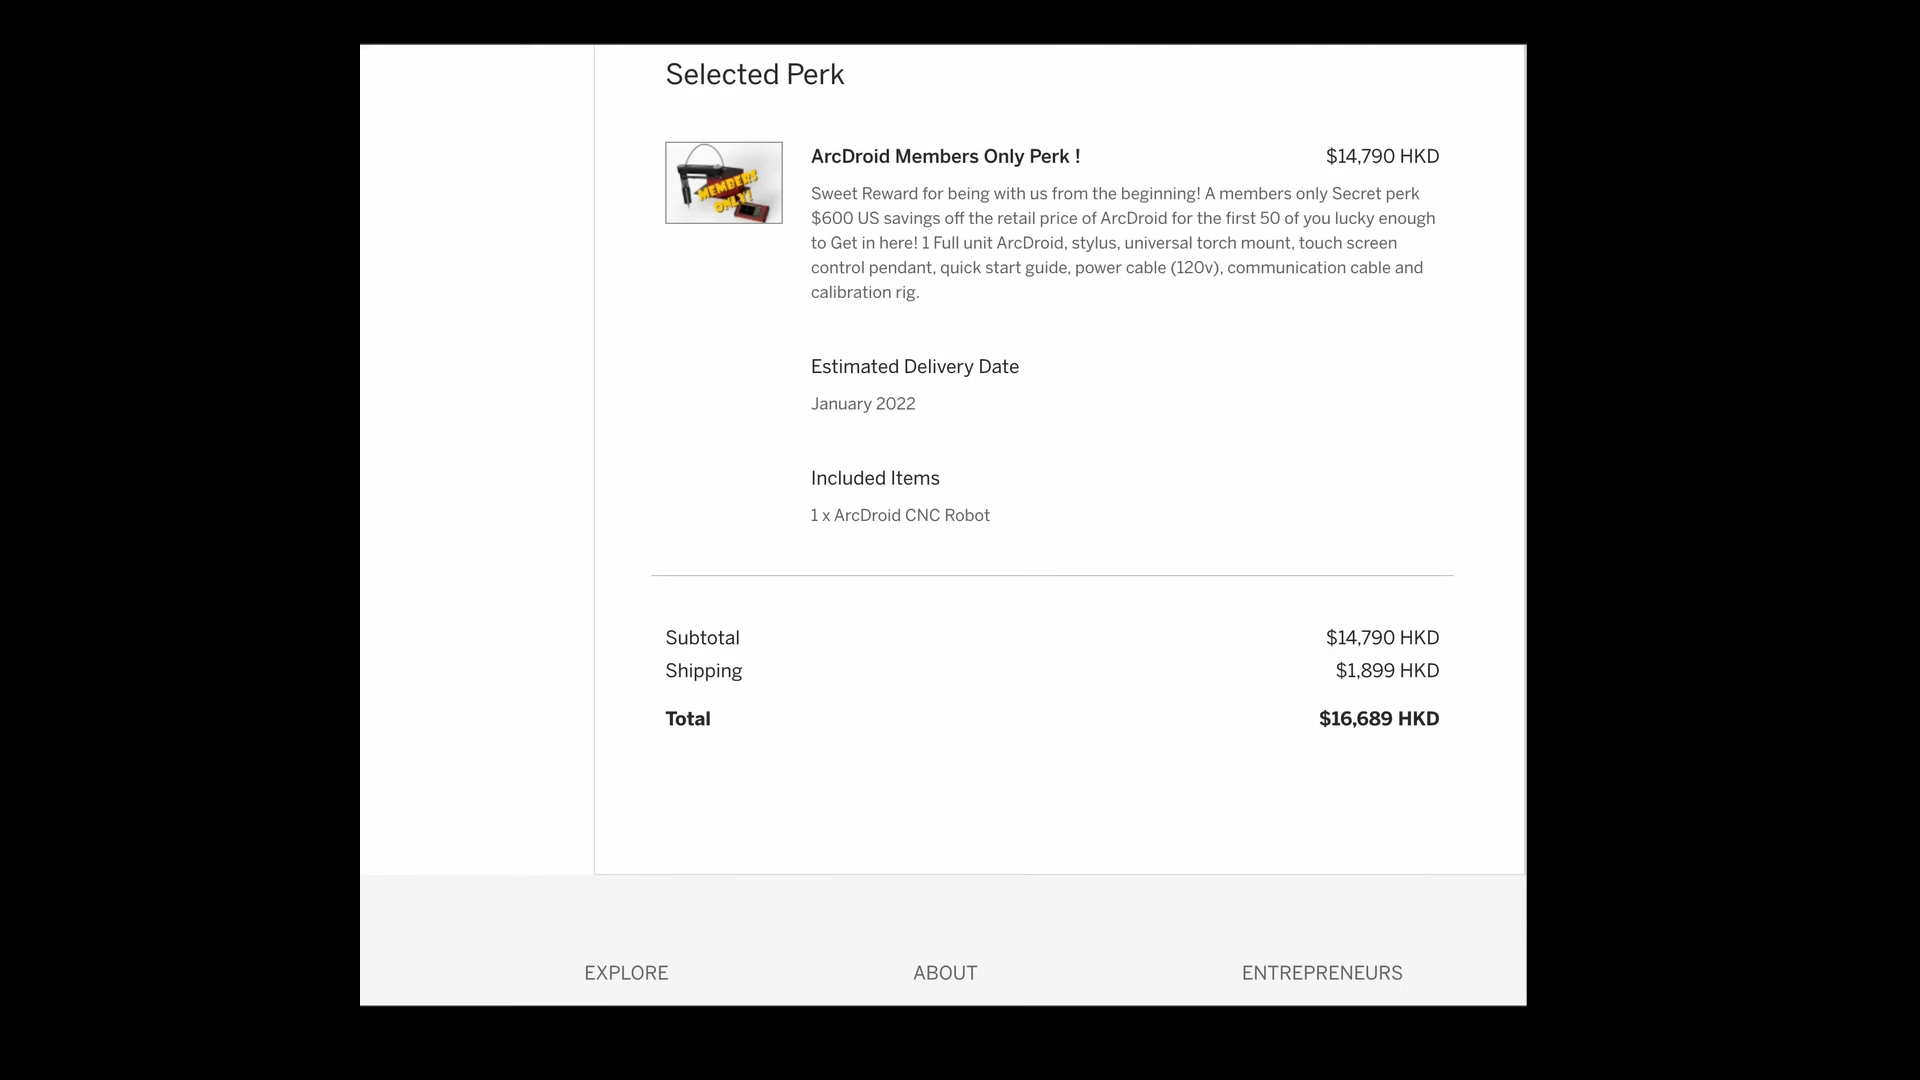 Selected Perk
MEMBERS
ONLY!
ArcDroid Members Only Perk ! $14,790 HKD
Sweet Reward for being with us from the beginning! A members only Secret perk
$600 US savings off the retail price of ArcDroid for the first 50 of you lucky enough
to Get in here! 1 Full unit ArcDroid, stylus, universal torch mount, touch screen
control pendant, quick start guide, power cable (120v), communication cable and
calibration rig.
Estimated Delivery Date
January 2022
Included Items
1 x ArcDroid CNC Robot
Subtotal $14,790 HKD
Shipping $1,899 HKD
Total $16,689 HKD
EXPLORE ABOUT ENTREPRENEURS